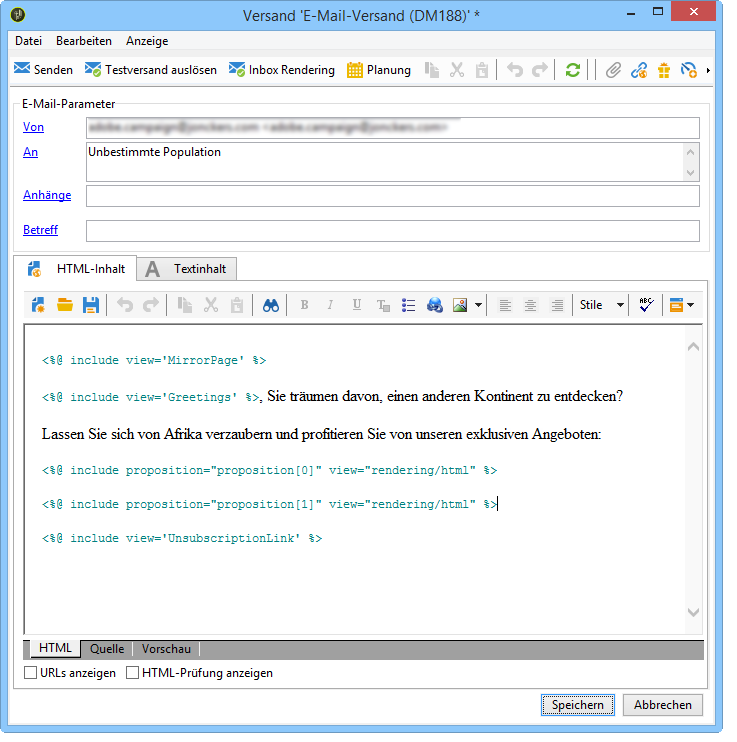 Versand 'E-Mail-Versand (DM188)' *
Datei Bearbeiten Anzeige
Senden Testversand auslösen Inbox Rendering Planung
E-Mail-Parameter
Von
An Unbestimmte Population
Anhänge
Betreff
HTML-Inhalt A Textinhalt
B I U T Stile ABC
<%@ include view='MirrorPage' %>
<%@ include view='Greetings' %>, Sie träumen davon, einen anderen Kontinent zu entdecken?
Lassen Sie sich von Afrika verzaubern und profitieren Sie von unseren exklusiven Angeboten:
<%@ include proposition="proposition[0]" view="rendering/html" %>
<%@ include proposition="proposition[1]" view="rendering/html" %>
<%@ include view='UnsubscriptionLink' %>
HTML Quelle Vorschau
URLs anzeigen HTML-Prüfung anzeigen
Speichern Abbrechen